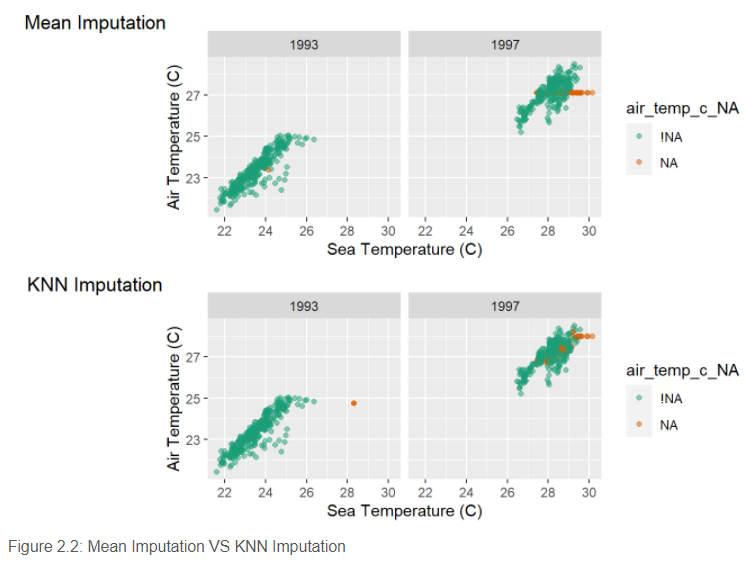 Mean Imputation
1993 1997
27
25
23
Air Temperature (C)
22 24 26 28 30 22 24 26 28 30
Sea Temperature (C)
air_temp_c_NA
!NA
NA
KNN Imputation
1993 1997
27
25
23
Air Temperature (C)
22 24 26 28 30 22 24 26 28 30
Sea Temperature (C)
air_temp_c_NA
!NA
NA
Figure 2.2: Mean Imputation VS KNN Imputation